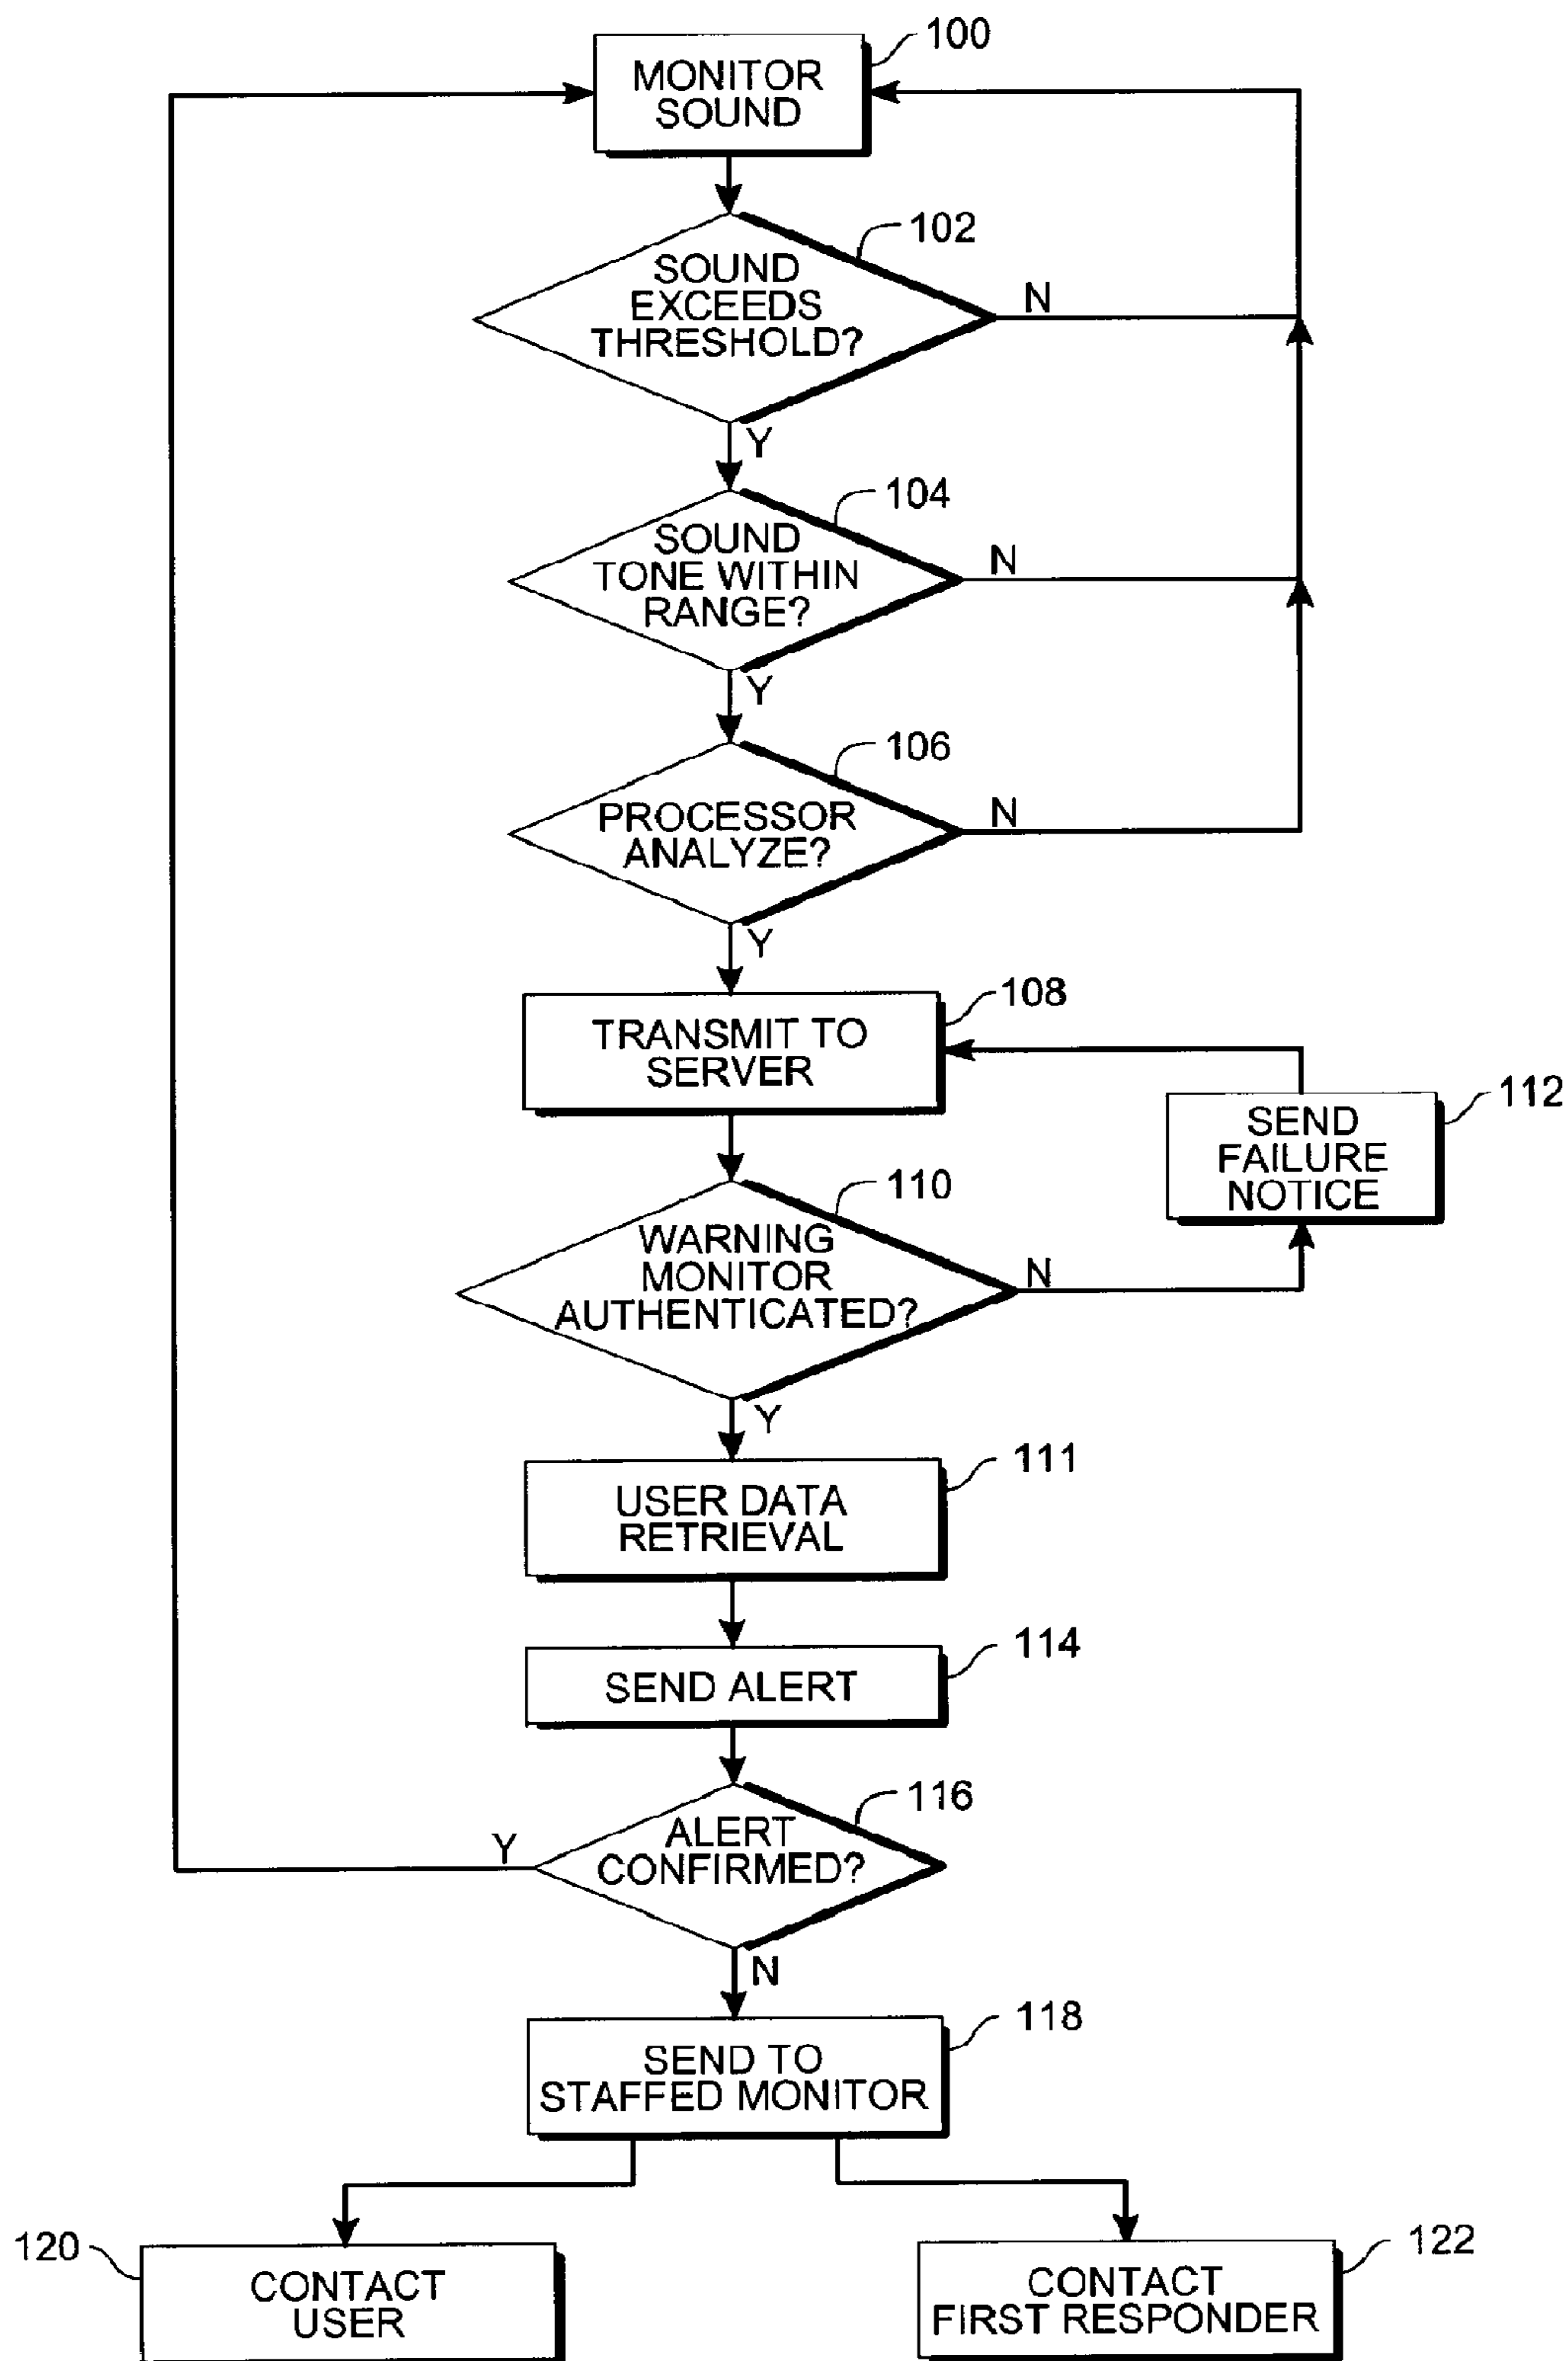 100
MONITOR
SOUND
102
SOUND
EXCEEDS
THRESHOLD?
N
Y
104
SOUND
TONE WITHIN
RANGE?
N
Y
106
PROCESSOR
ANALYZE?
N
Y
108
TRANSMIT TO
SERVER
112
SEND
FAILURE
NOTICE
110
WARNING
MONITOR
AUTHENTICATED?
N
Y
111
USER DATA
RETRIEVAL
114
SEND ALERT
116
ALERT
CONFIRMED?
Y
N
118
SEND TO
STAFFED MONITOR
120
CONTACT
USER
122
CONTACT
FIRST RESPONDER